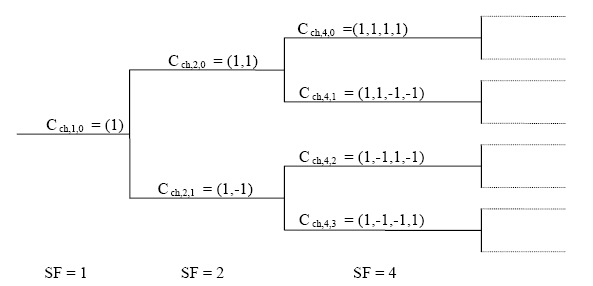 C ch,4,0 =(1,1,1,1)
C ch,2,0 = (1,1)
C ch,4,1 = (1,1,-1,-1)
C ch,1,0 = (1)
C ch,4,2 = (1,-1,1,-1)
C ch,2,1 = (1,-1)
C ch,4,3 = (1,-1,-1,1)
SF = 1 SF = 2 SF = 4